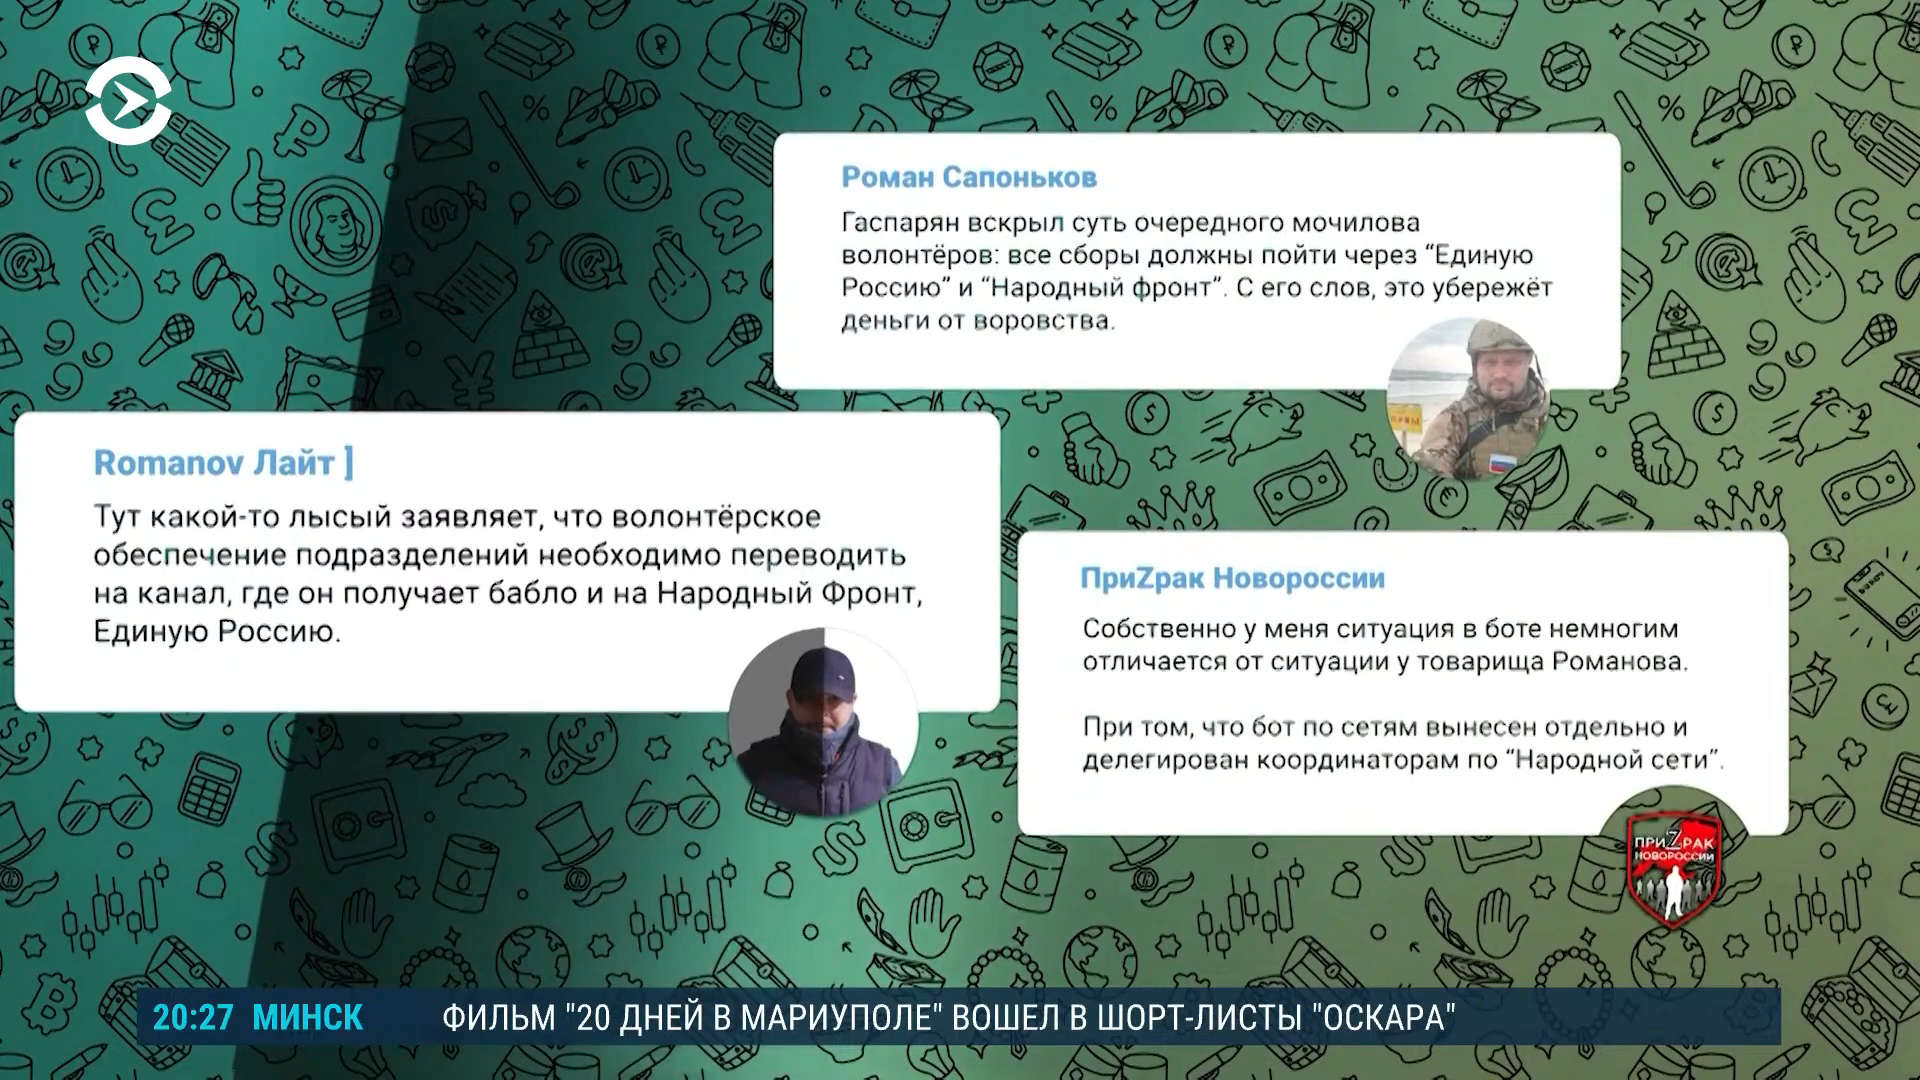 Роман Сапоньков
Гаспарян вскрыл суть очередного мочилова
волонтёров: все сборы должны пойти через “Единую
Россию” и “Народный фронт”. С его слов, это убережёт
деньги от воровства.
Romanov Лайт ]
Тут какой-то лысый заявляет, что волонтёрское
обеспечение подразделений необходимо переводить
на канал, где он получает бабло и на Народный Фронт,
Единую Россию.
ПриZрак Новороссии
Собственно у меня ситуация в боте немногим
отличается от ситуации у товарища Романова.
При том, что бот по сетям вынесен отдельно и
делегирован координаторам по “Народной сети”.
ПРИZРАК
НОВОРОССИИ
20:27 МИНСК
ФИЛЬМ "20 ДНЕЙ В МАРИУПОЛЕ" ВОШЕЛ В ШОРТ-ЛИСТЫ "ОСКАРА"